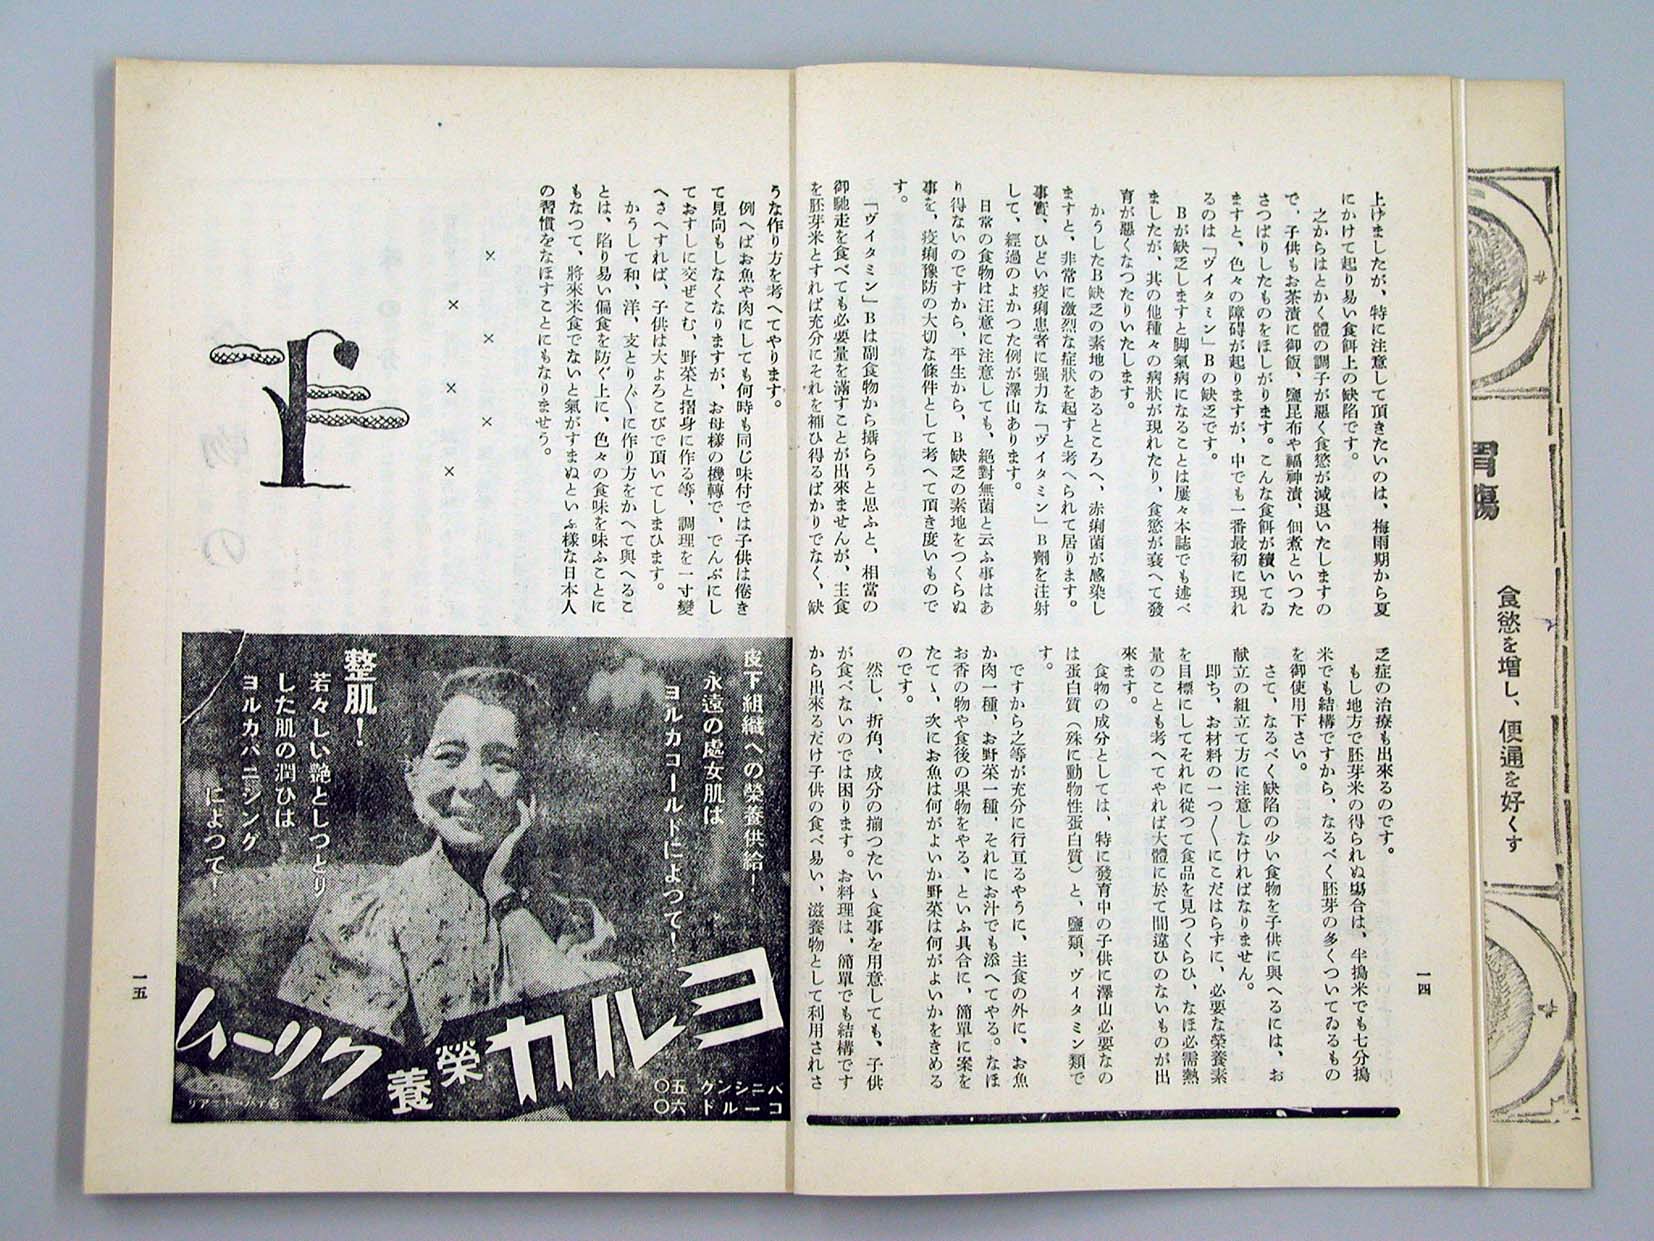 上げましたが、特に注意して頂きたいのは、梅雨期から夏
にかけて起り易い食餌上の缺陷です。
之からはとかく體の調子が悪く食慾が減退いたしますの
で、子供もお茶漬に御飯、鹽昆布や福神漬、佃煮といつた
さつぱりしたものをほしがります。こんな食餌が續いてゐ
ますと、色々の障碍が起りますが、中でも一番最初に現れ
るのは「ヴイタミン」Bの缺乏です。
Bが缺乏しますと脚氣病になることは屢々本誌でも述べ
ましたが、其の他種々の病狀が現れたり、食慾が衰へて發
育が悪くなつたりいたします。
かうしたB缺乏の素地のあるところへ、赤痢菌が感染し
ますと、非常に激烈な症狀を起すと考へられて居ります。
事實、ひどい疫痢患者に强力な「ヴイタミン」B劑を注射
して、經過のよかつた例が澤山あります。
日常の食物は注意に注意しても、絕對無菌と云ふ事はあ
り得ないのですから、平生から、B缺乏の素地をつくらぬ
事を、疫痢豫防の大切な條件として考へて頂き度いもので
す。
「ヴイタミン」Bは副食物から攝らうと思ふと、相當の
御馳走を食べても必要量を滿すことが出來ませんが、主食
を胚芽米とすれば充分にそれを補ひ得るばかりでなく、缺
乏症の治療も出來るのです。
もし地方で胚芽米の得られぬ場合は、半搗米でも七分搗
米でも結構ですから、なるべく胚芽の多くついてゐるもの
を御使用下さい。
さて、なるべく缺陷の少い食物を子供に與へるには、お
献立の組立て方に注意しなければなりません。
即ち、お材料の一つ〱にこだはらずに、必要な榮養素
を目標にしてそれに從つて食品を見つくらひ、なほ必需熱
量のことも考へてやれば大體に於て間違ひのないものが出
來ます。
食物の成分としては、特に發育中の子供に澤山必要なの
は蛋白質(殊に動物性蛋白質)と、鹽類、ヴイタミン類で
す。
ですから之等が充分に行亙るやうに、主食の外に、お魚
か肉一種、お野菜一種、それにお汁でも添へてやる。なほ
お香の物や食後の果物をやる、といふ具合に、簡單に案を
たてゝ、次にお魚は何がよいか野菜は何がよいかをきめる
のです。
然し、折角、成分の揃つたいゝ食事を用意しても、子供
が食べないのでは困ります。お料理は、簡單でも結構です
から出來るだけ子供の食べ易い、滋養物として利用されさ
一四
うな作り方を考へてやります。
例へばお魚や肉にしても何時も同じ味付では子供は倦き
て見向もしなくなりますが、お母樣の機轉で、でんぶにし
ておすしに交ぜこむ、野菜と摺身に作る等、調理を一寸變
へさへすれば、子供は大よろこびで頂いてしまひます。
かうして和、洋、支とり〲に作り方をかへて與へるこ
とは、陷り易い偏食を防ぐ上に、色々の食味を味ふことに
もなつて、將來米食でないと氣がすまぬといふ樣な日本人
の習慣をなほすことにもなりませう。
× × ×
× × ×
皮下組織への榮養供給!
永遠の處女肌は
ヨルカコールドによつて!
整肌!
若々しい艶としつとり
した肌の潤ひは
ヨルカバニシング
によつて!
ヨルカ
榮養
クリーム
バニシング 五〇
コールド 六〇
一五
胃腸
食慾を增し、便通を好くす